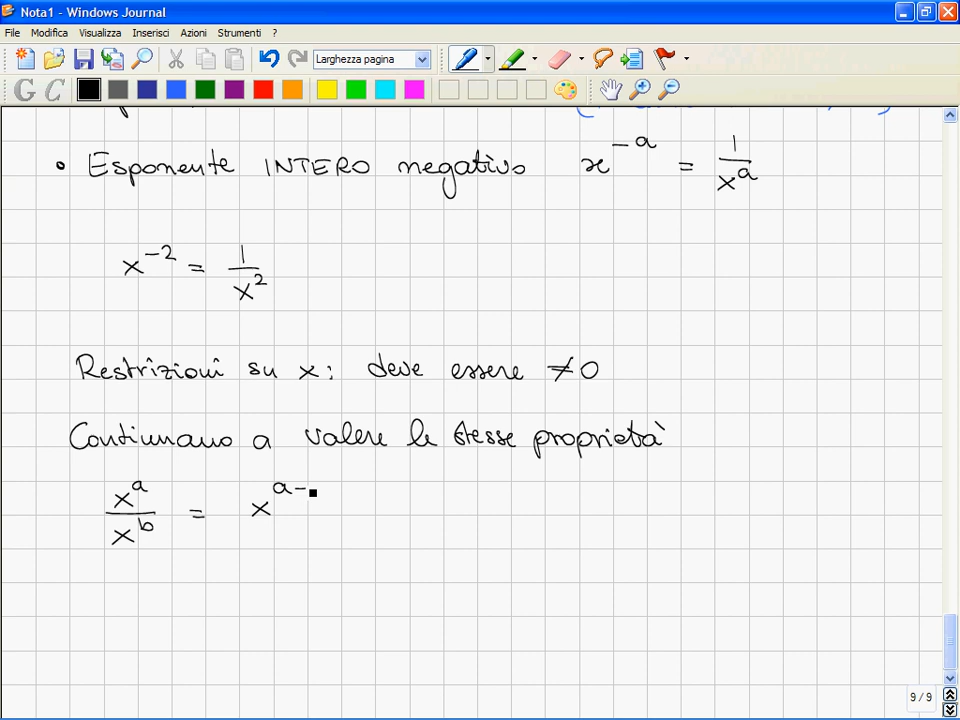 Nota1 - Windows Journal
File Modifica Visualizza Inserisci Azioni Strumenti ?
Larghezza pagina
• Esponente INTERO negativo x^-a = 1/x^a
x^-2 = 1/x^2
Restrizioni su x: deve essere ≠0
Continuano a valere le stesse proprietà
x^a/x^b = x^a-
9 / 9